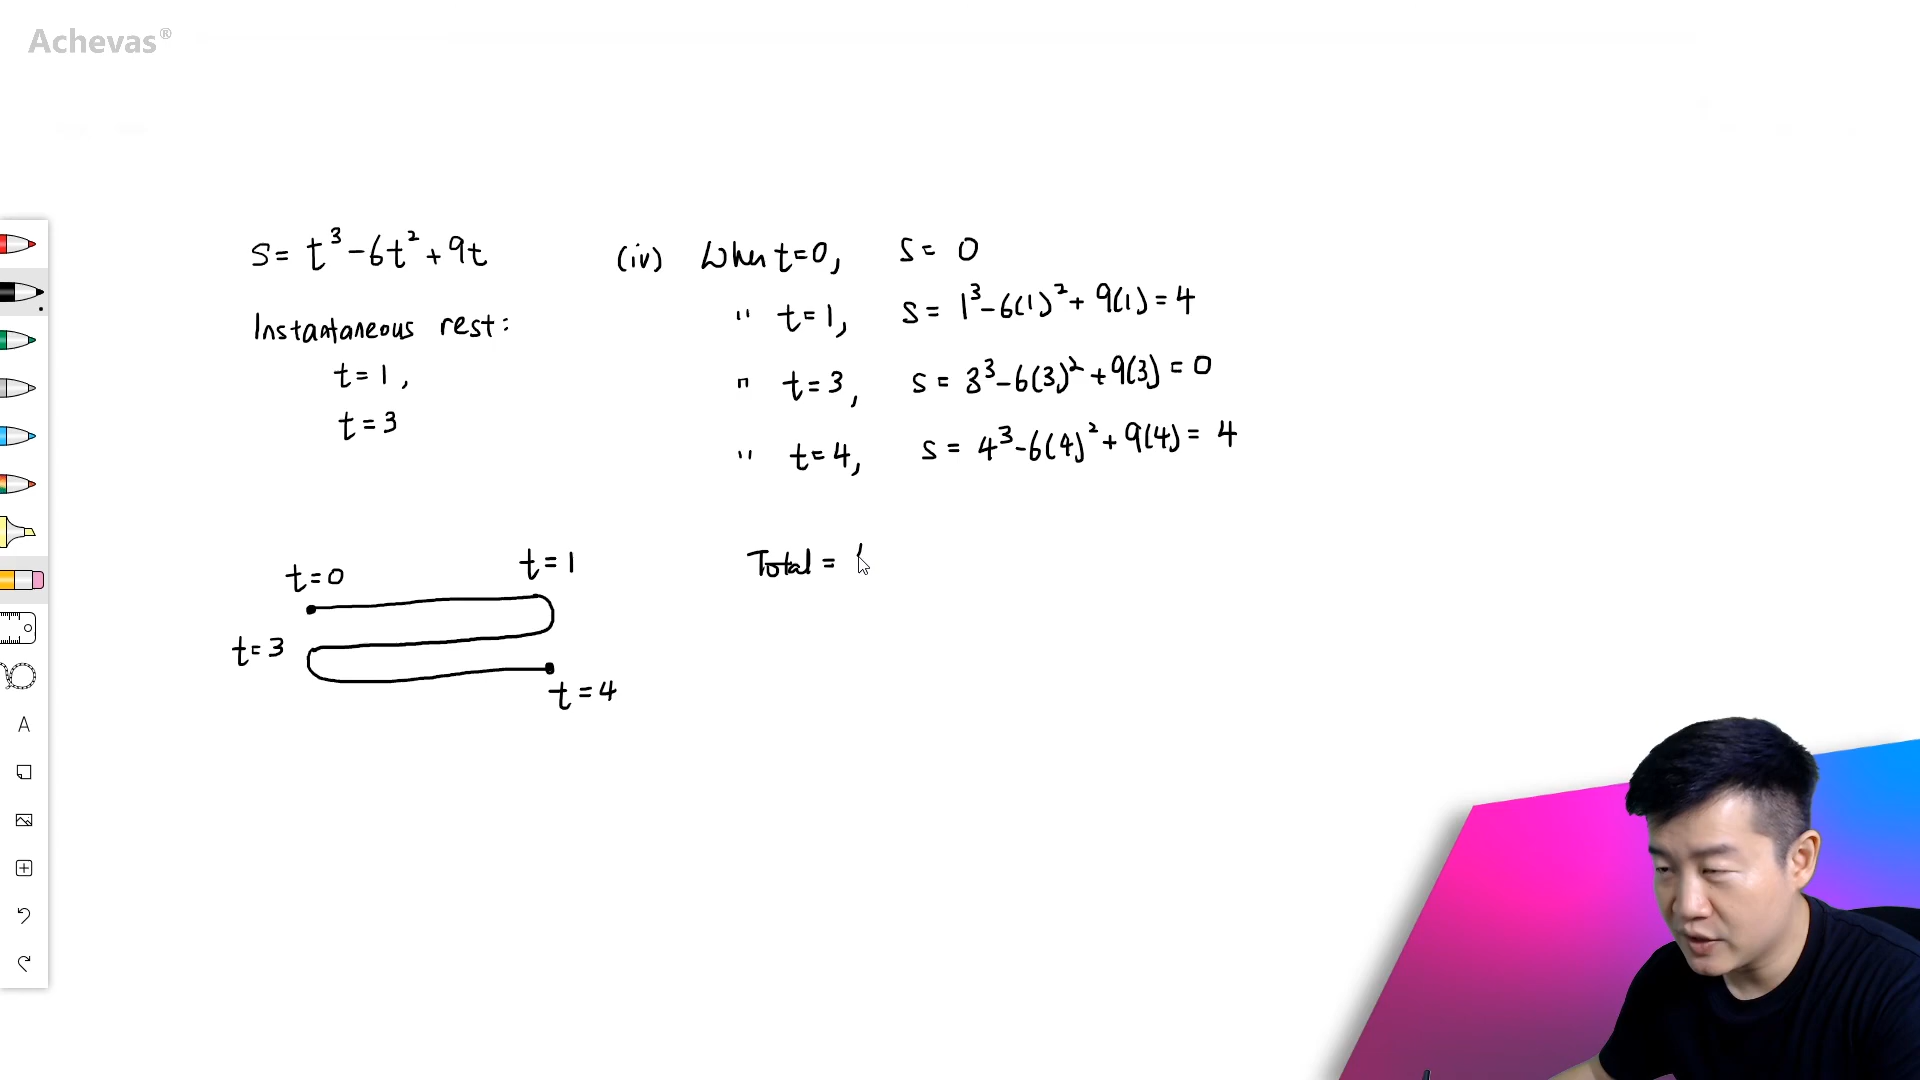 Achevas®
s = t³ - 6t² + 9t
Instantaneous rest:
t = 1,
t = 3
(iv) When t = 0, s = 0
" t = 1, s = 1³ - 6(1)² + 9(1) = 4
" t = 3, s = 3³ - 6(3)² + 9(3) = 0
" t = 4, s = 4³ - 6(4)² + 9(4) = 4
t = 0
t = 1
t = 3
t = 4
Total =
A